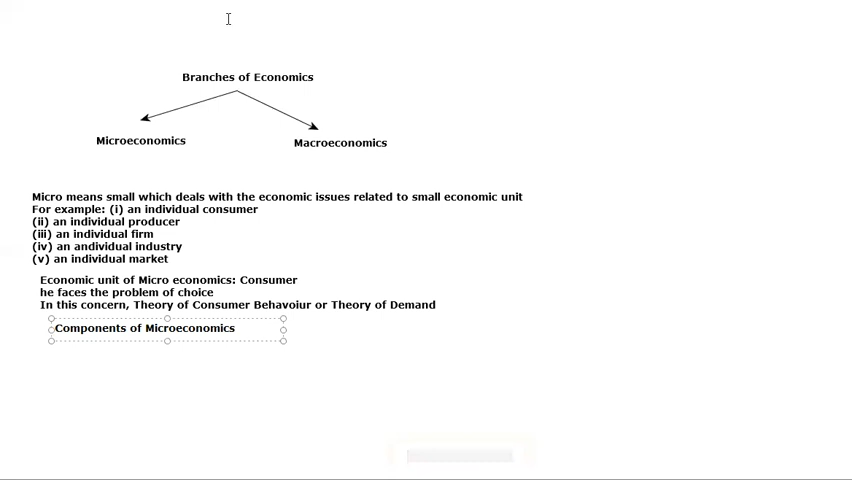 Branches of Economics
Microeconomics
Macroeconomics
Micro means small which deals with the economic issues related to small economic unit
For example: (i) an individual consumer
(ii) an individual producer
(iii) an individual firm
(iv) an andividual industry
(v) an individual market
Economic unit of Micro economics: Consumer
he faces the problem of choice
In this concern, Theory of Consumer Behavoiur or Theory of Demand
Components of Microeconomics